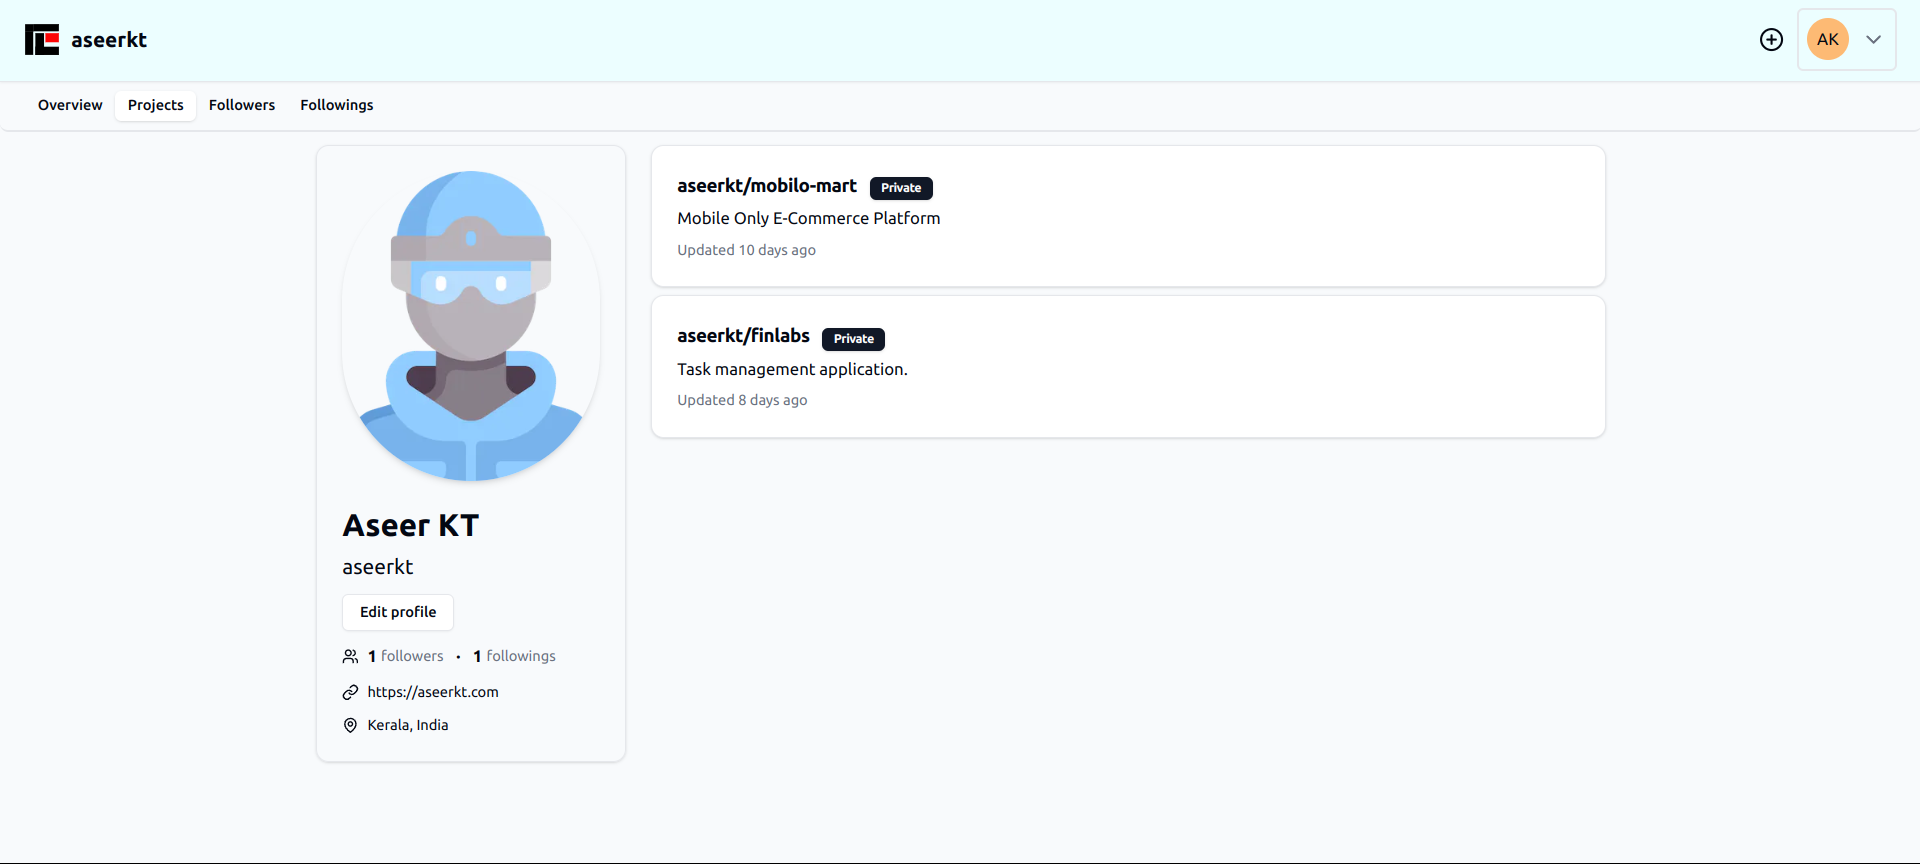 aseerkt
AK
Overview Projects Followers Followings
aseerkt/mobilo-mart Private
Mobile Only E-Commerce Platform
Updated 10 days ago
aseerkt/finlabs Private
Task management application.
Updated 8 days ago
Aseer KT
aseerkt
Edit profile
1 followers • 1 followings
https://aseerkt.com
Kerala, India